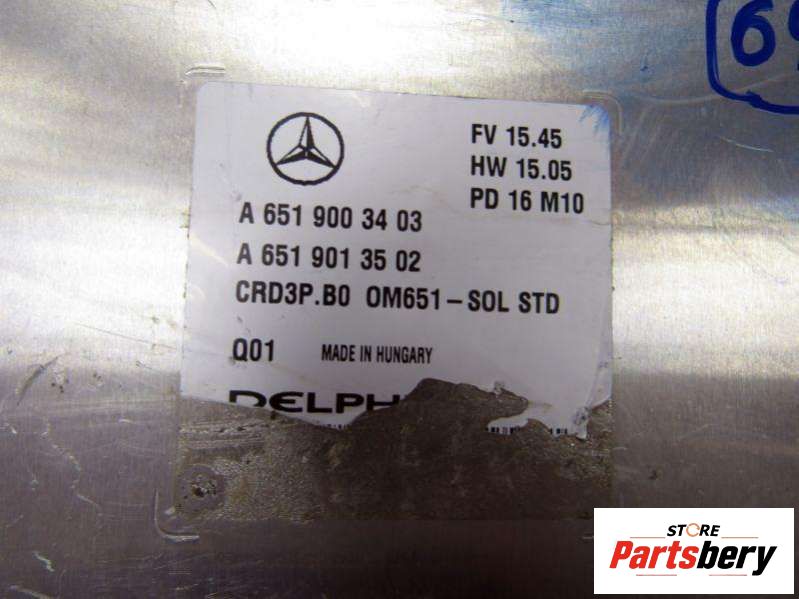 FV 15.45
HW 15.05
PD 16 M10
A 651 900 34 03
A 651 901 35 02
CRD3P.B0 OM651-SOL STD
Q01 MADE IN HUNGARY
STORE
Partsbery